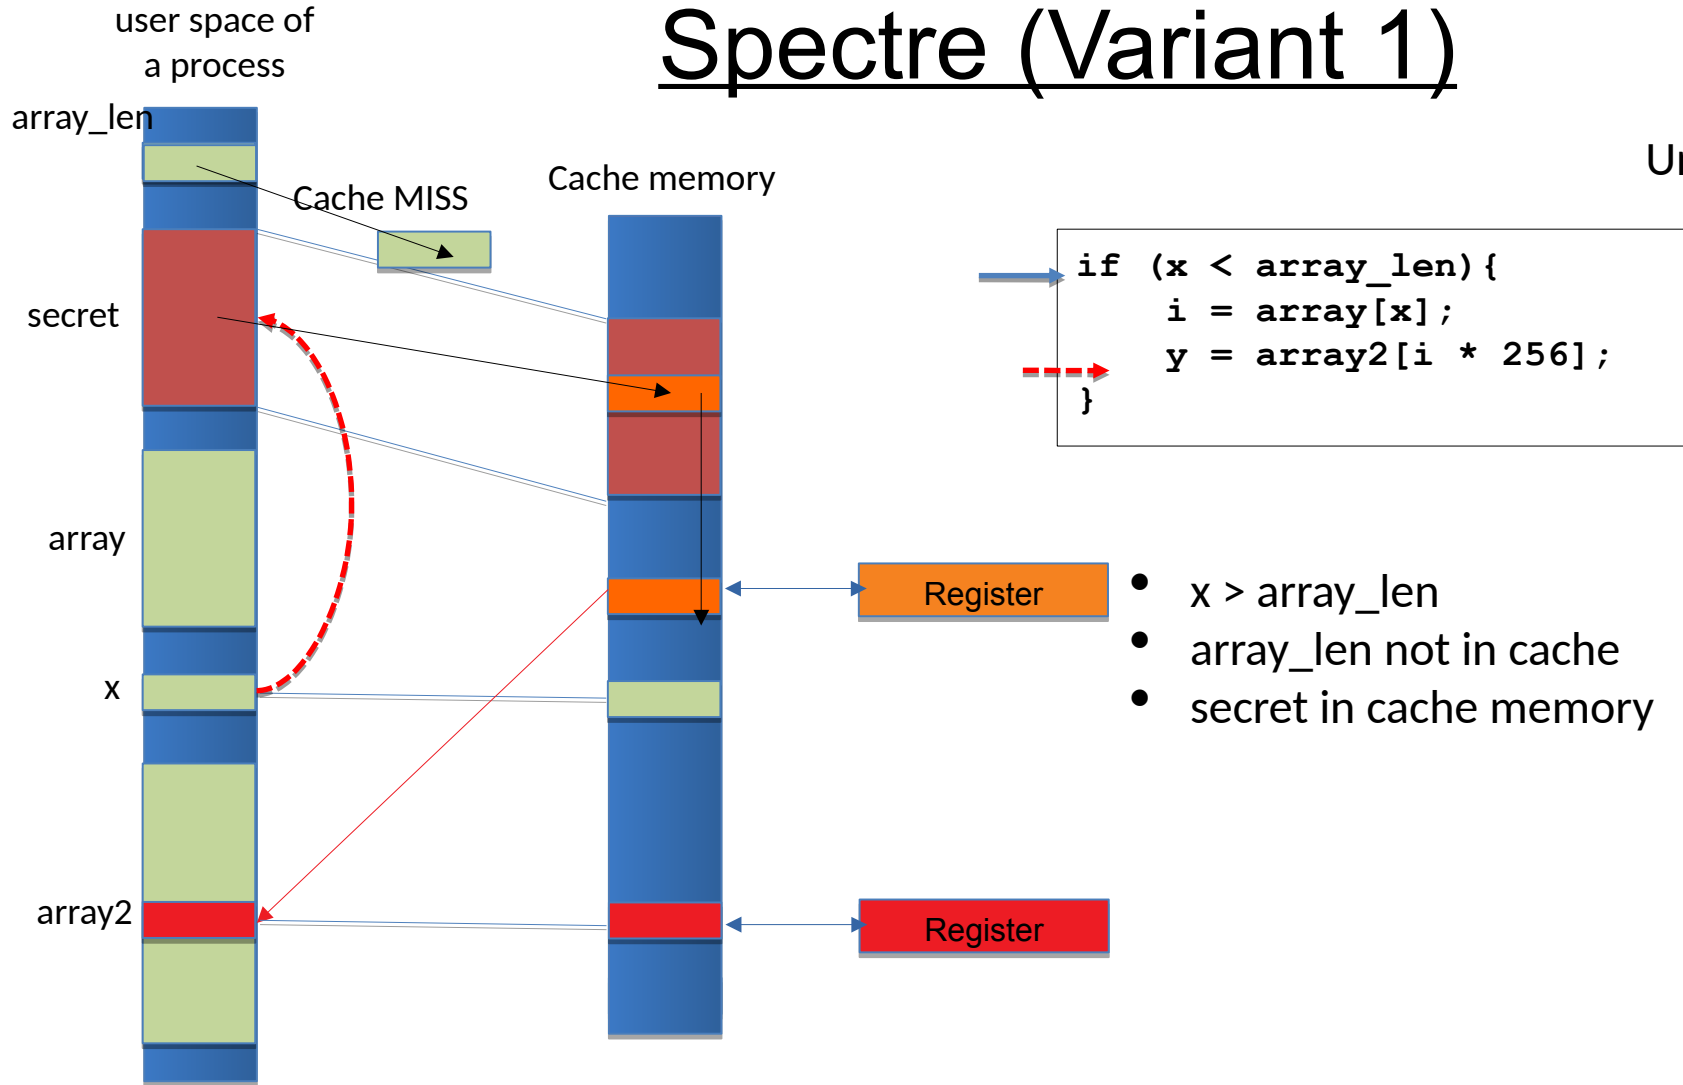 Spectre (Variant 1)
user space of
a process
array_len
Cache MISS
Cache memory
secret
array
x
array2
if (x < array_len){
i = array[x];
y = array2[i * 256];
}
Register
Register
• x > array_len
• array_len not in cache
• secret in cache memory